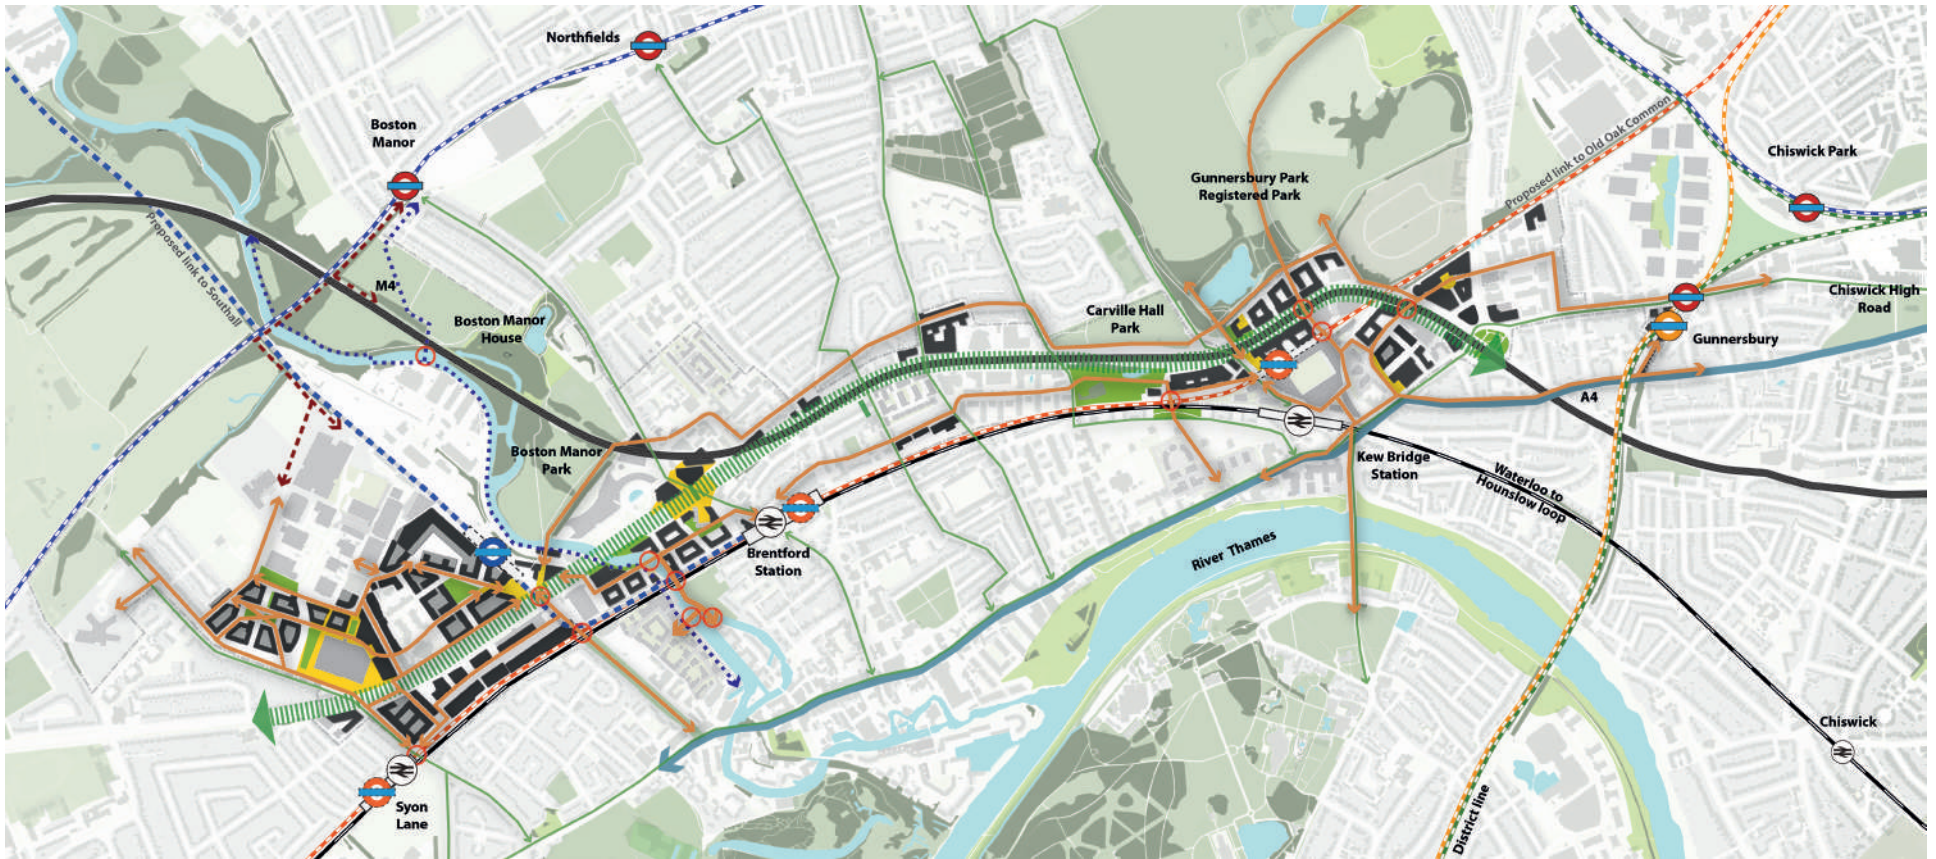 Northfields
Boston
Manor
Chiswick Park
Gunnersbury Park
Registered Park
Proposed link to Old Oak Common
Proposed link to Southall
M4
Boston Manor
House
Carville Hall
Park
Chiswick High
Road
Gunnersbury
A4
Boston Manor
Park
Kew Bridge
Station
Waterloo to
Hounslow loop
River Thames
Brentford
Station
Chiswick
Syon
Lane
District line